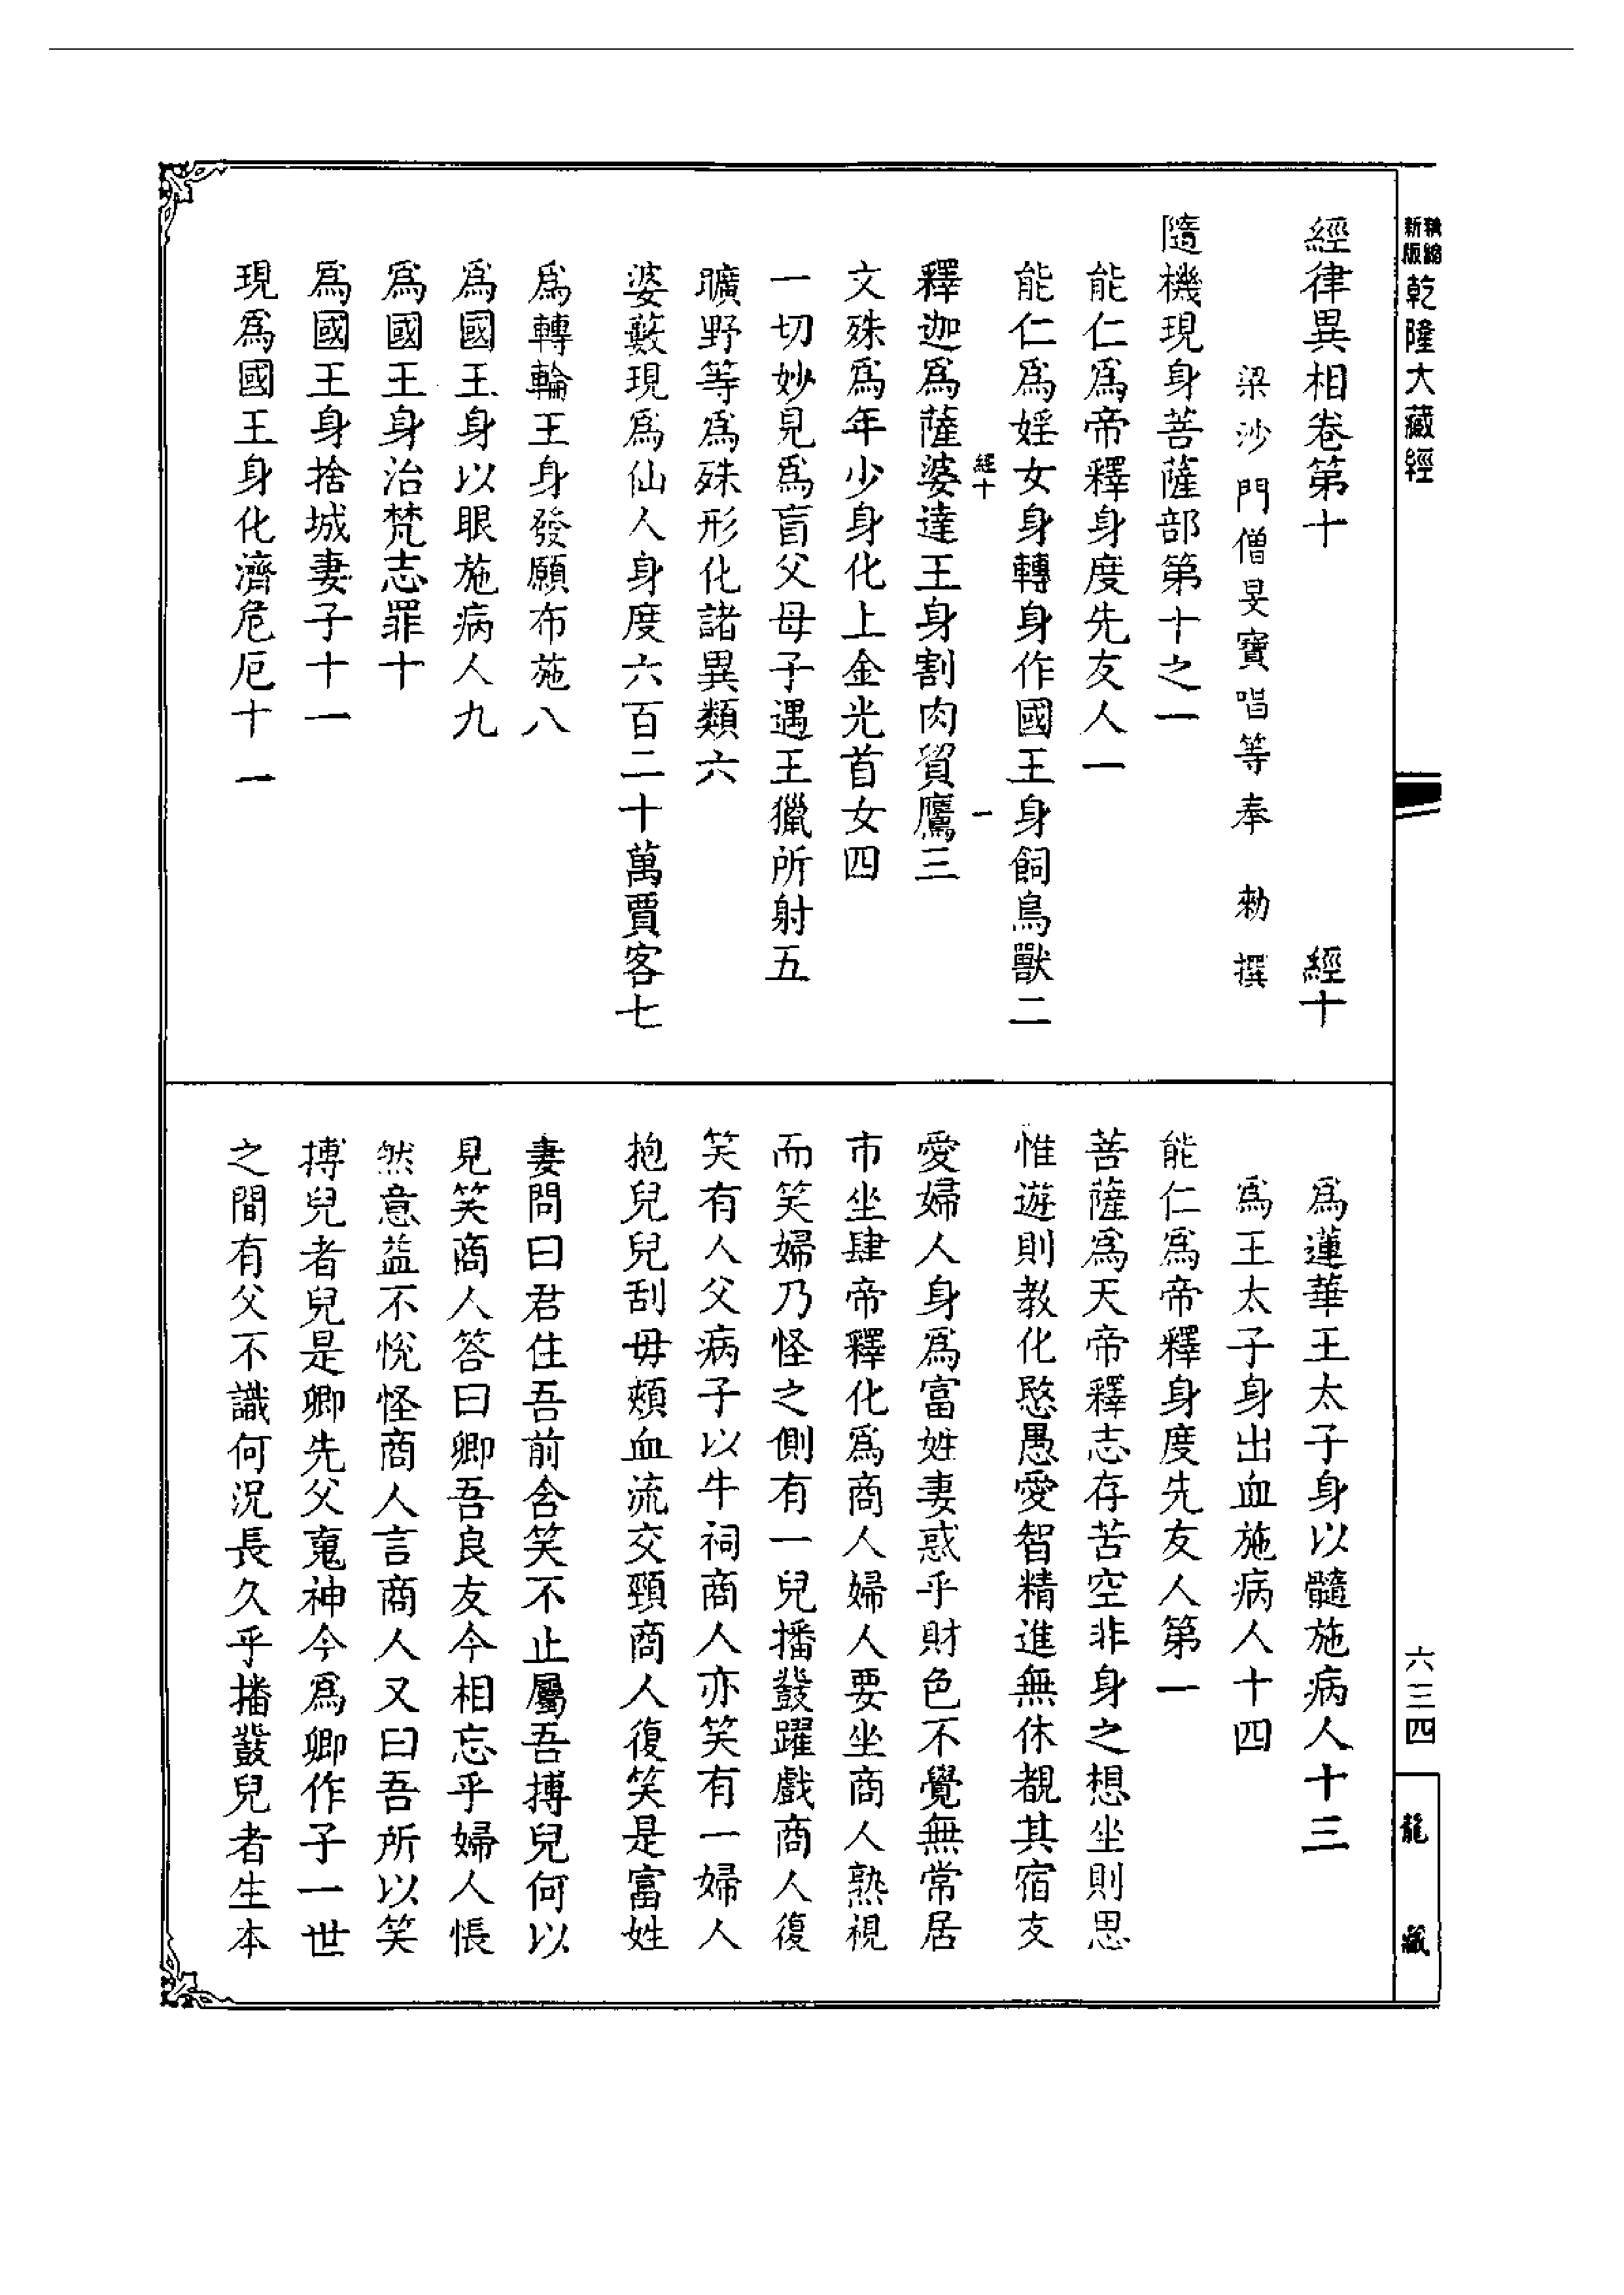 新版精縮乾隆大藏經
經律異相卷第十 經十
梁沙門僧旻寶唱等奉 勅撰
隨機現身菩薩部第十之一
能仁爲帝釋身度先友人一
能仁爲婬女身轉身作國王身飼鳥獸二
經十 一
釋迦爲薩婆達王身割肉貿鷹三
文殊爲年少身化上金光首女四
一切妙見爲盲父母子遇王獵所射五
曠野等爲殊形化諸異類六
婆藪現爲仙人身度六百二十萬賈客七
爲轉輪王身發願布施八
爲國王身以眼施病人九
爲國王身治梵志罪十
爲國王身捨城妻子十一
現爲國王身化濟危厄十一
爲蓮華王太子身以髓施病人十三
爲王太子身出血施病人十四
能仁爲帝釋身度先友人第一
菩薩爲天帝釋志存苦空非身之想坐則思
惟遊則教化愍愚愛智精進無休覩其宿友
愛婦人身爲富姓妻惑乎財色不覺無常居
市坐肆帝釋化爲商人婦人要坐商人熟視
而笑婦乃怪之側有一兒播鼗躍戲商人復
笑有人父病子以牛祠商人亦笑有一婦人
抱兒兒刮母頰血流交頸商人復笑是富姓
妻問曰君住吾前含笑不止屬吾搏兒何以
見笑商人答曰卿吾良友今相忘乎婦人悵
然意益不悅怪商人言商人又曰吾所以笑
搏兒者兒是卿先父䰟神今爲卿作子一世
之間有父不識何況長久乎播鼗兒者生本
六三四
龍藏